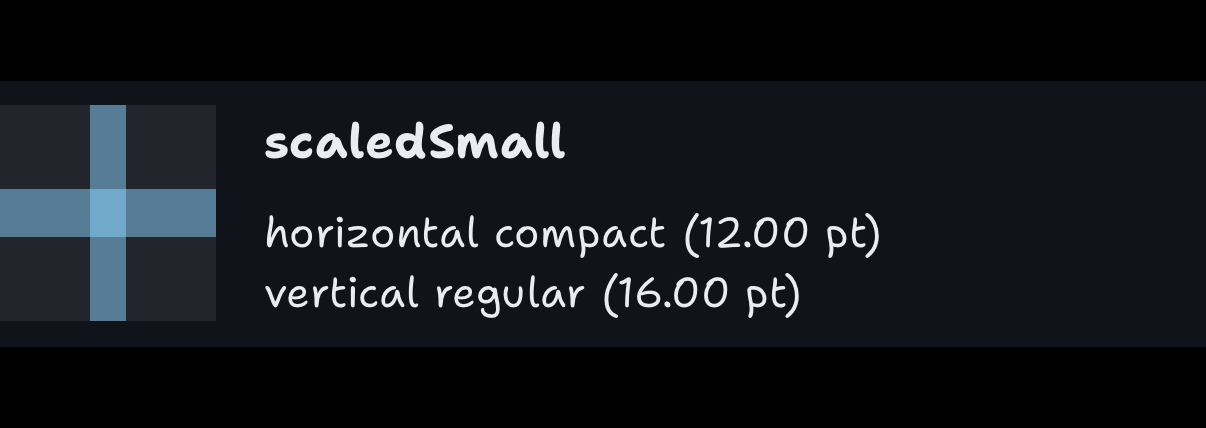 scaledSmall
horizontal compact (12.00 pt)
vertical regular (16.00 pt)